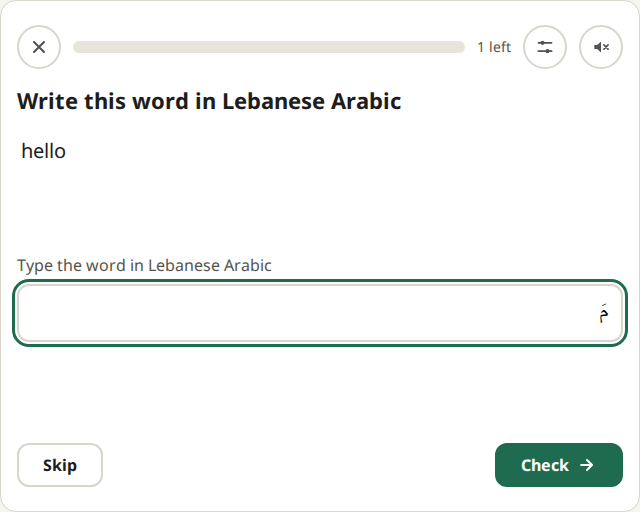 1 left
Write this word in Lebanese Arabic
hello
Type the word in Lebanese Arabic
مَ
Skip
Check →